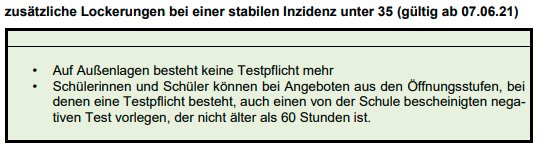 zusätzliche Lockerungen bei einer stabilen Inzidenz unter 35 (gültig ab 07.06.21)
• Auf Außenlagen besteht keine Testpflicht mehr
• Schülerinnen und Schüler können bei Angeboten aus den Öffnungsstufen, bei
denen eine Testpflicht besteht, auch einen von der Schule bescheinigten nega-
tiven Test vorlegen, der nicht älter als 60 Stunden ist.